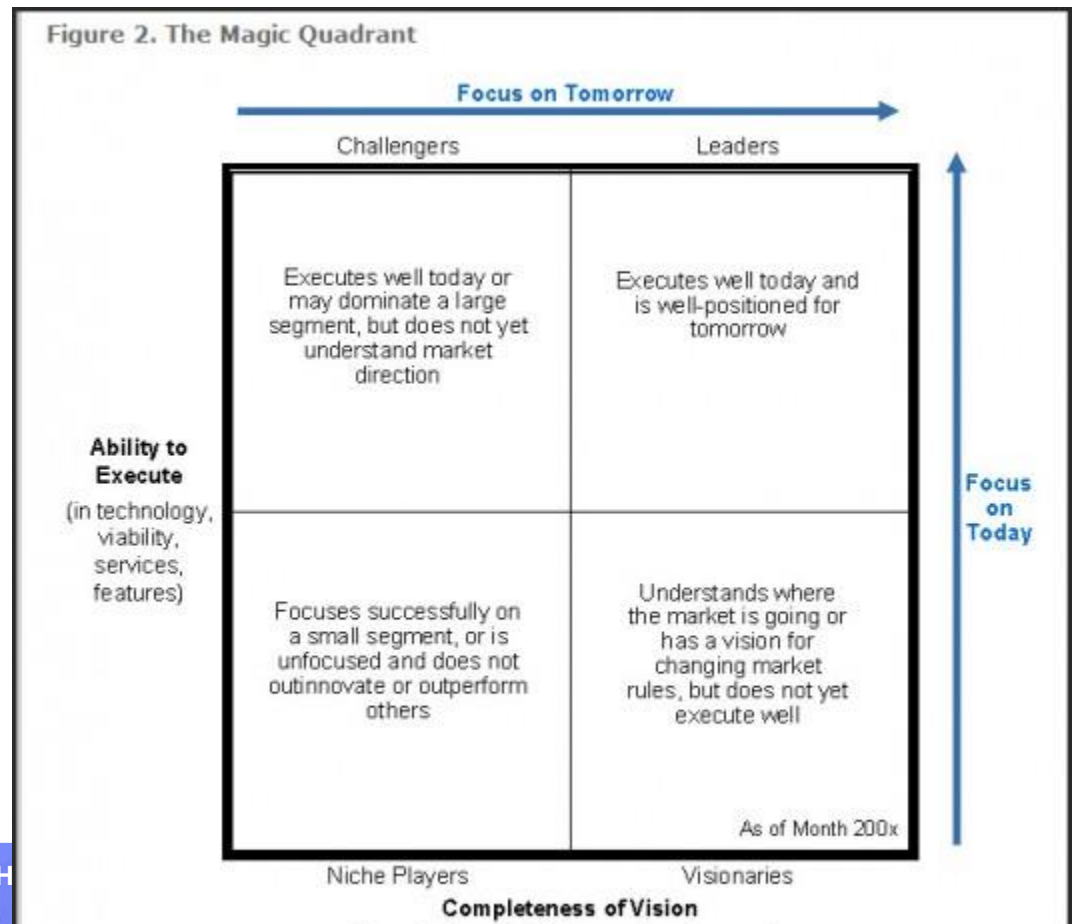 Figure 2. The Magic Quadrant
Focus on Tomorrow
Challengers
Leaders
Executes well today or
may dominate a large
segment, but does not yet
understand market
direction
Executes well today and
is well-positioned for
tomorrow
Ability to
Execute
(in technology,
viability,
services,
features)
Focus
on
Today
Focuses successfully on
a small segment, or is
unfocused and does not
outinnovate or outperform
others
Understands where
the market is going or
has a vision for
changing market
rules, but does not yet
execute well
As of Month 200x
H
Niche Players
Visionaries
Completeness of Vision